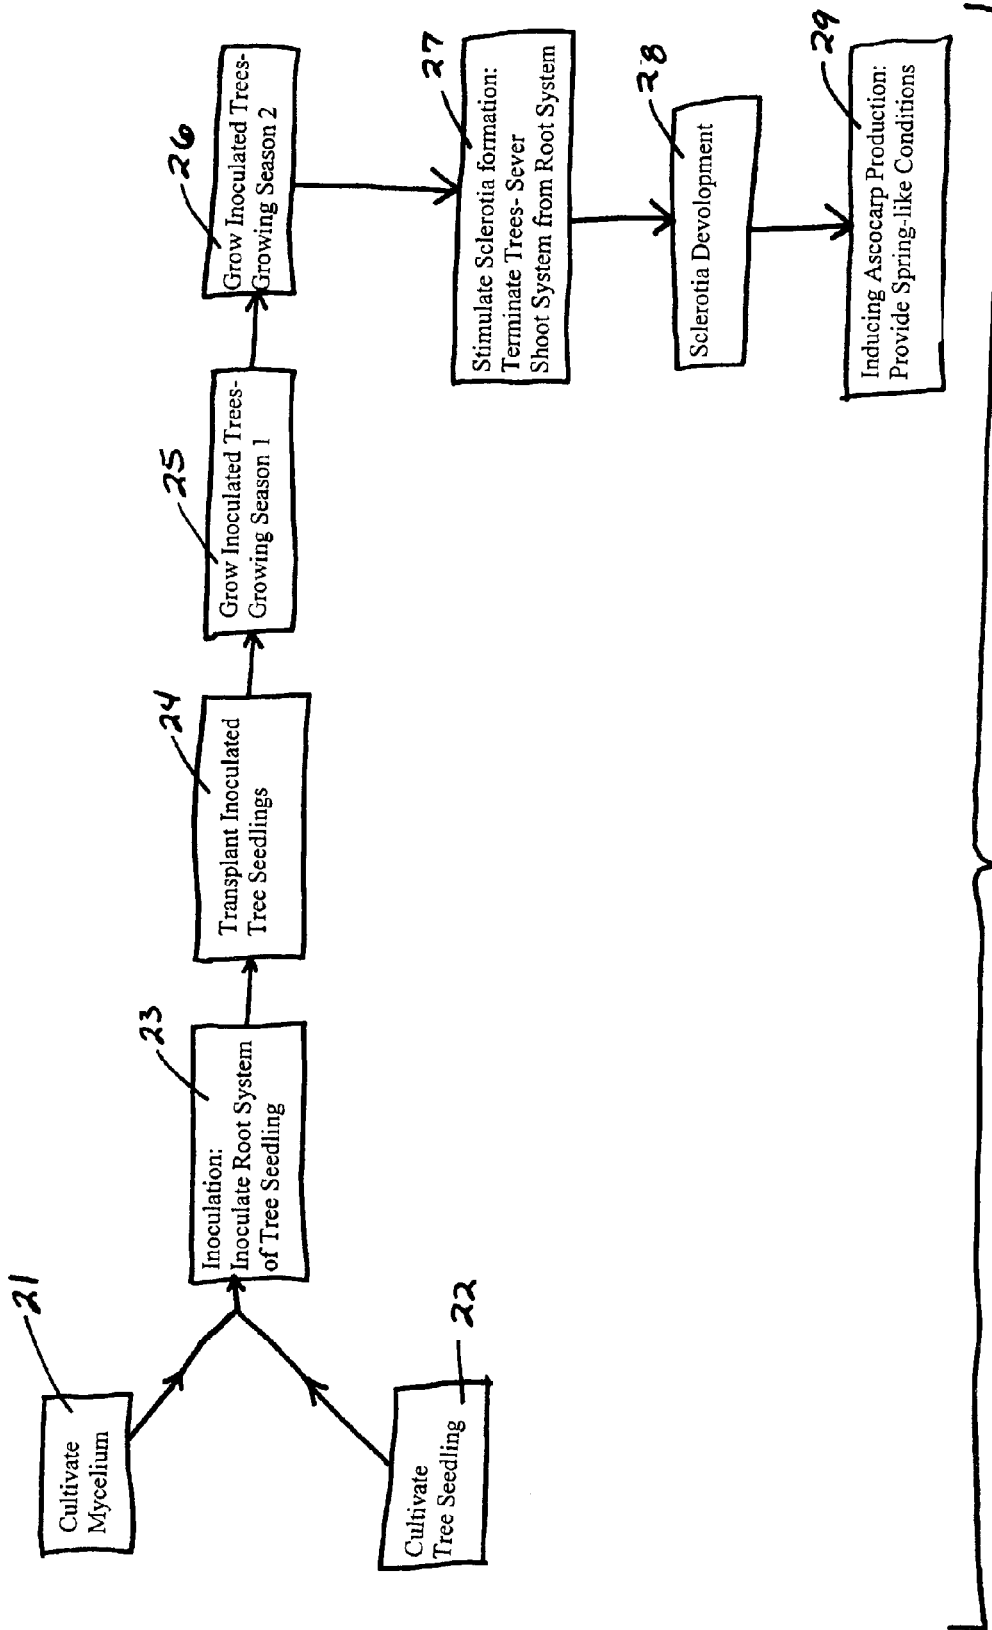 21
Cultivate
Mycelium
22
Cultivate
Tree Seedling
23
Inoculation:
Inoculate Root System
of Tree Seedling
24
Transplant Inoculated
Tree Seedlings
25
Grow Inoculated Trees-
Growing Season 1
26
Grow Inoculated Trees-
Growing Season 2
27
Stimulate Sclerotia formation:
Terminate Trees- Sever
Shoot System from Root System
28
Sclerotia Devolopment
29
Inducing Ascocarp Production:
Provide Spring-like Conditions